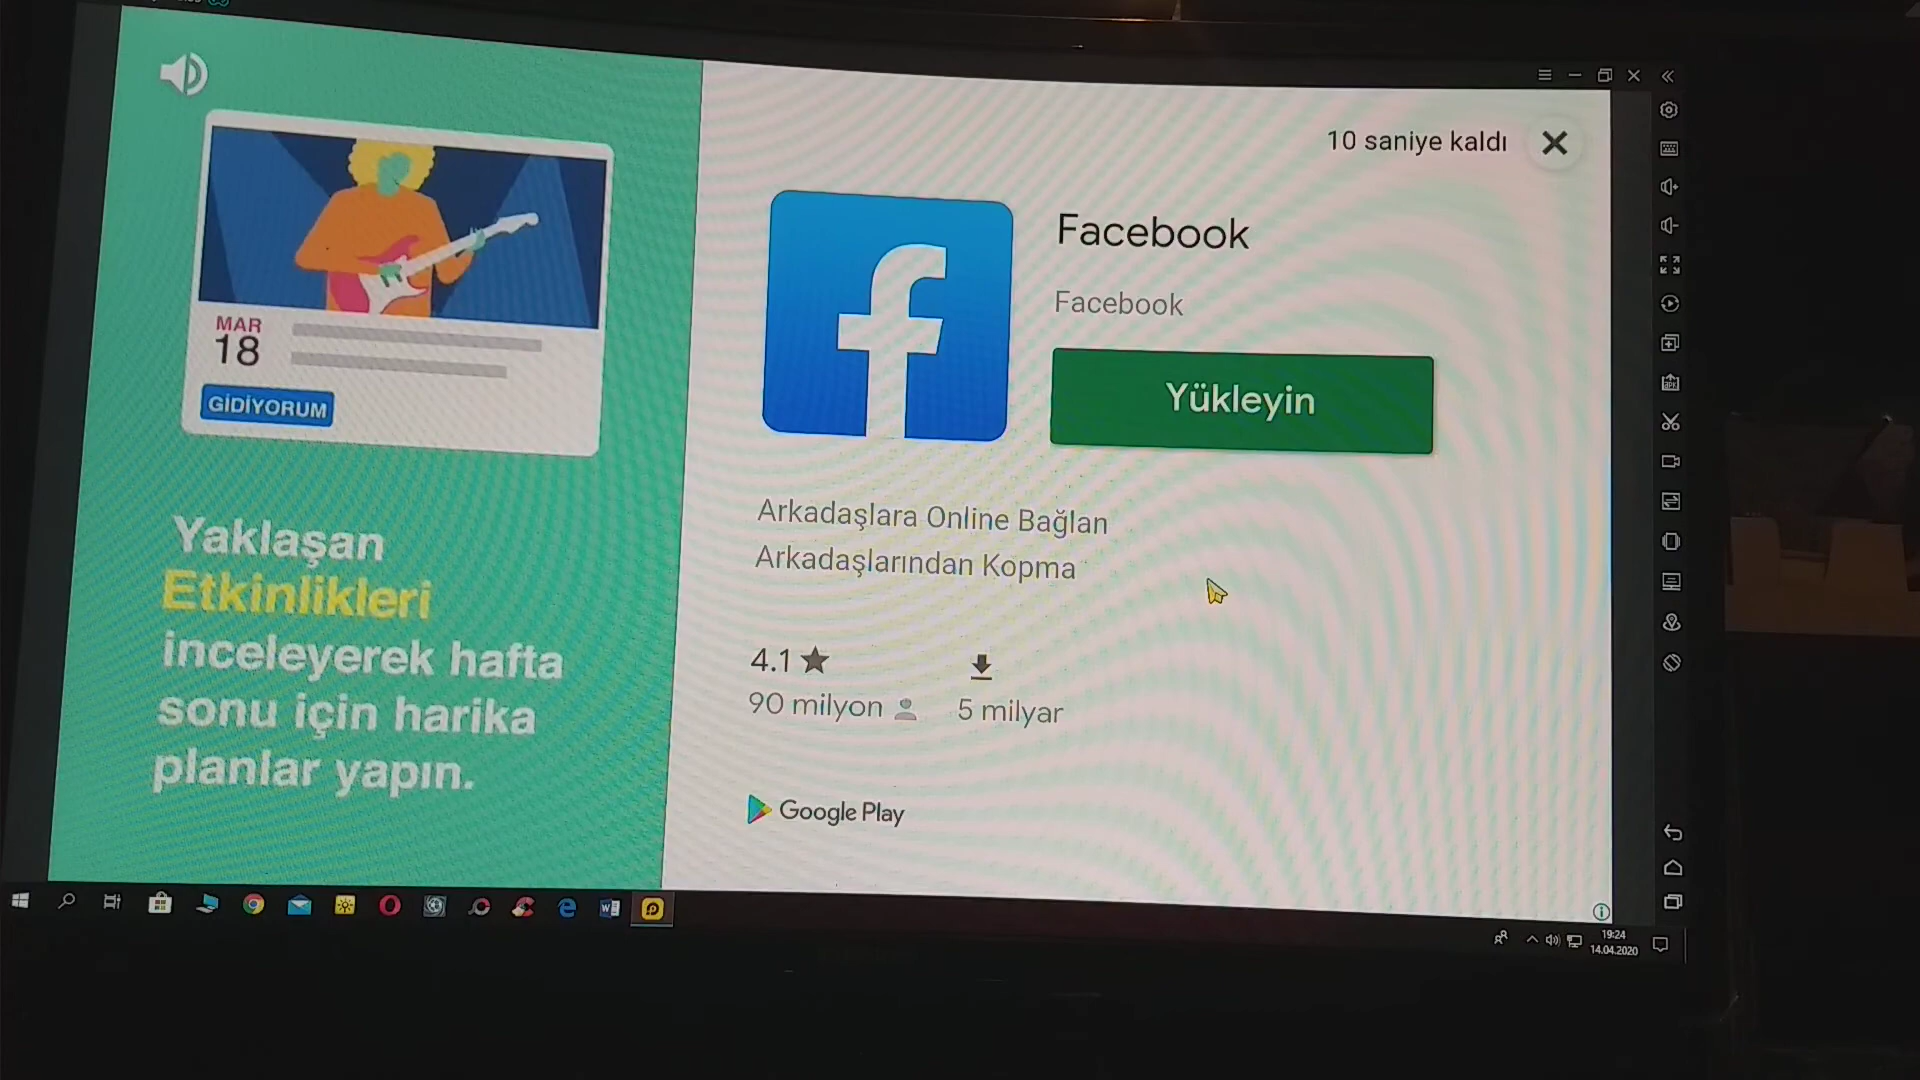 MAR
18
GİDİYORUM
Yaklaşan
Etkinlikleri
inceleyerek hafta
sonu için harika
planlar yapın.
10 saniye kaldı
Facebook
Facebook
Yükleyin
Arkadaşlara Online Bağlan
Arkadaşlarından Kopma
4.1
90 milyon
5 milyar
Google Play
19:24
14.04.2020